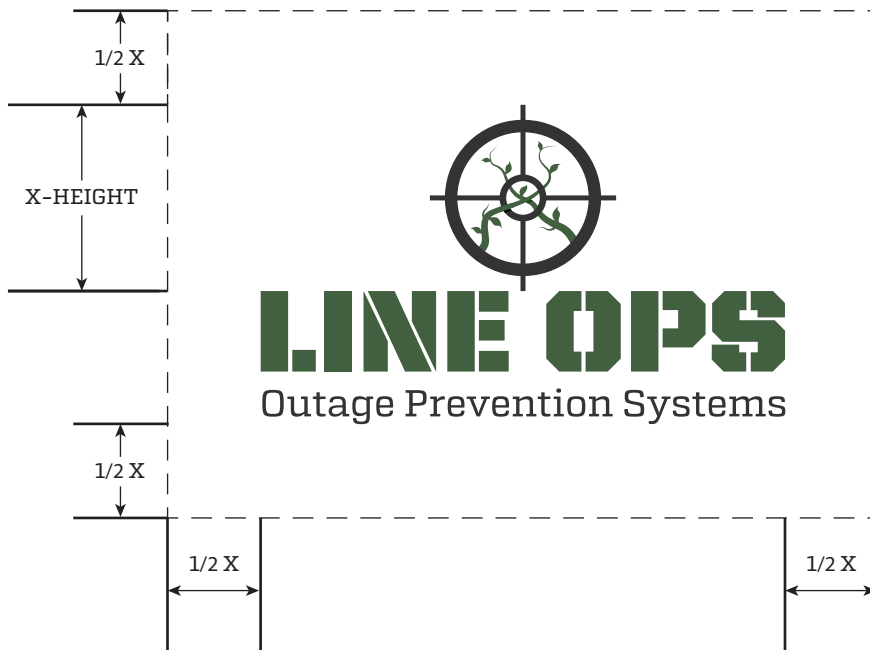 1/2 X
X-HEIGHT
LINE OPS
Outage Prevention Systems
1/2 X
1/2 X
1/2 X